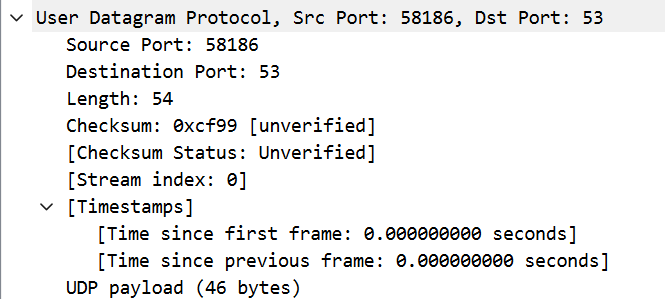 User Datagram Protocol, Src Port: 58186, Dst Port: 53
Source Port: 58186
Destination Port: 53
Length: 54
Checksum: 0xcf99 [unverified]
[Checksum Status: Unverified]
[Stream index: 0]
[Timestamps]
[Time since first frame: 0.000000000 seconds]
[Time since previous frame: 0.000000000 seconds]
UDP payload (46 bytes)